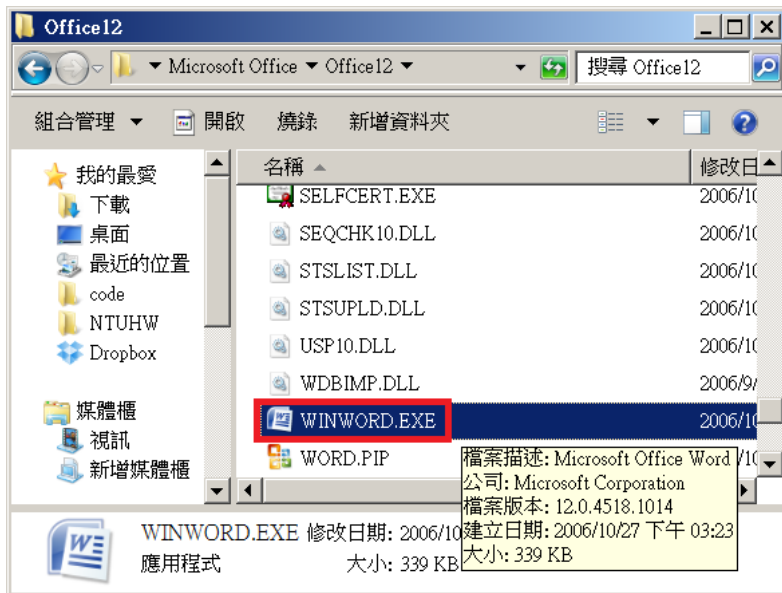 Office12
Microsoft Office Office12
搜尋 Office12
組合管理 開啟 燒錄 新增資料夾
我的最愛
下載
桌面
最近的位置
code
NTUHW
Dropbox
媒體櫃
視訊
新增媒體櫃
名稱 修改日
SELFCERT.EXE 2006/10
SEQCHK10.DLL 2006/10
STSLIST.DLL 2006/10
STSUPLD.DLL 2006/10
USP10.DLL 2006/10
WDBIMP.DLL 2006/9/
WINWORD.EXE 2006/10
WORD.PIP /10
檔案描述: Microsoft Office Word
公司: Microsoft Corporation
檔案版本: 12.0.4518.1014
建立日期: 2006/10/27 下午 03:23
大小: 339 KB
WINWORD.EXE 修改日期: 2006/10
應用程式 大小: 339 KB